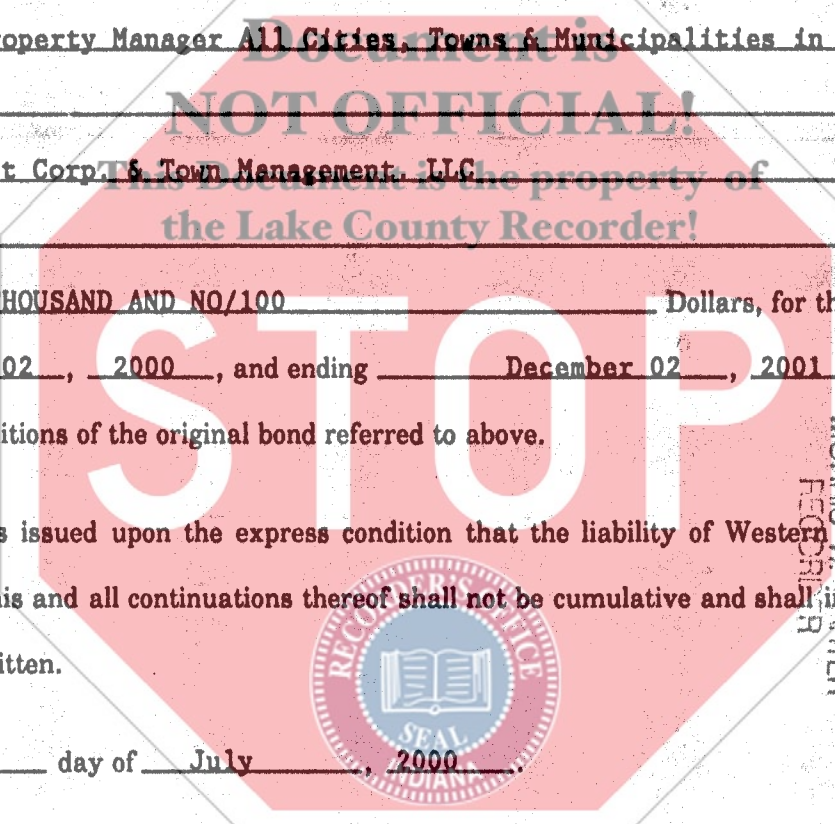 operty Manager All Cities, Towns & Municipalities in
Document is
NOT OFFICIAL!
t Corp. & Town Management, LLC
This Document is the property of
the Lake County Recorder!
HOUSAND AND NO/100 Dollars, for th
02, 2000, and ending December 02, 2001
itions of the original bond referred to above.
STOP
s issued upon the express condition that the liability of Western
his and all continuations thereof shall not be cumulative and shall i
itten.
day of July, 2000.
RECORDER'S OFFICE
SEAL
INDIANA
RECORDER